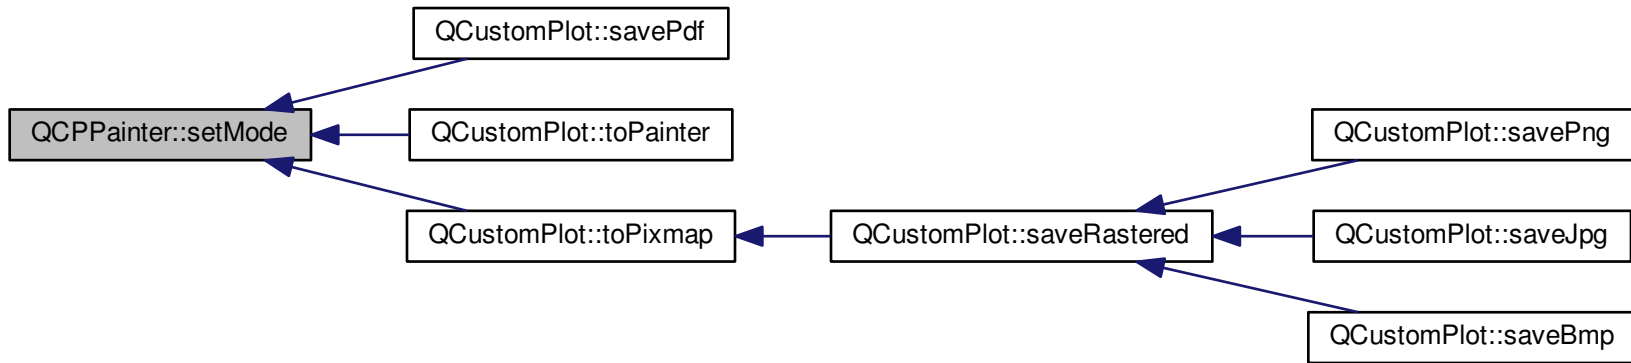 QCustomPlot::savePdf
QCPPainter::setMode
QCustomPlot::toPainter
QCustomPlot::savePng
QCustomPlot::toPixmap
QCustomPlot::saveRastered
QCustomPlot::saveJpg
QCustomPlot::saveBmp